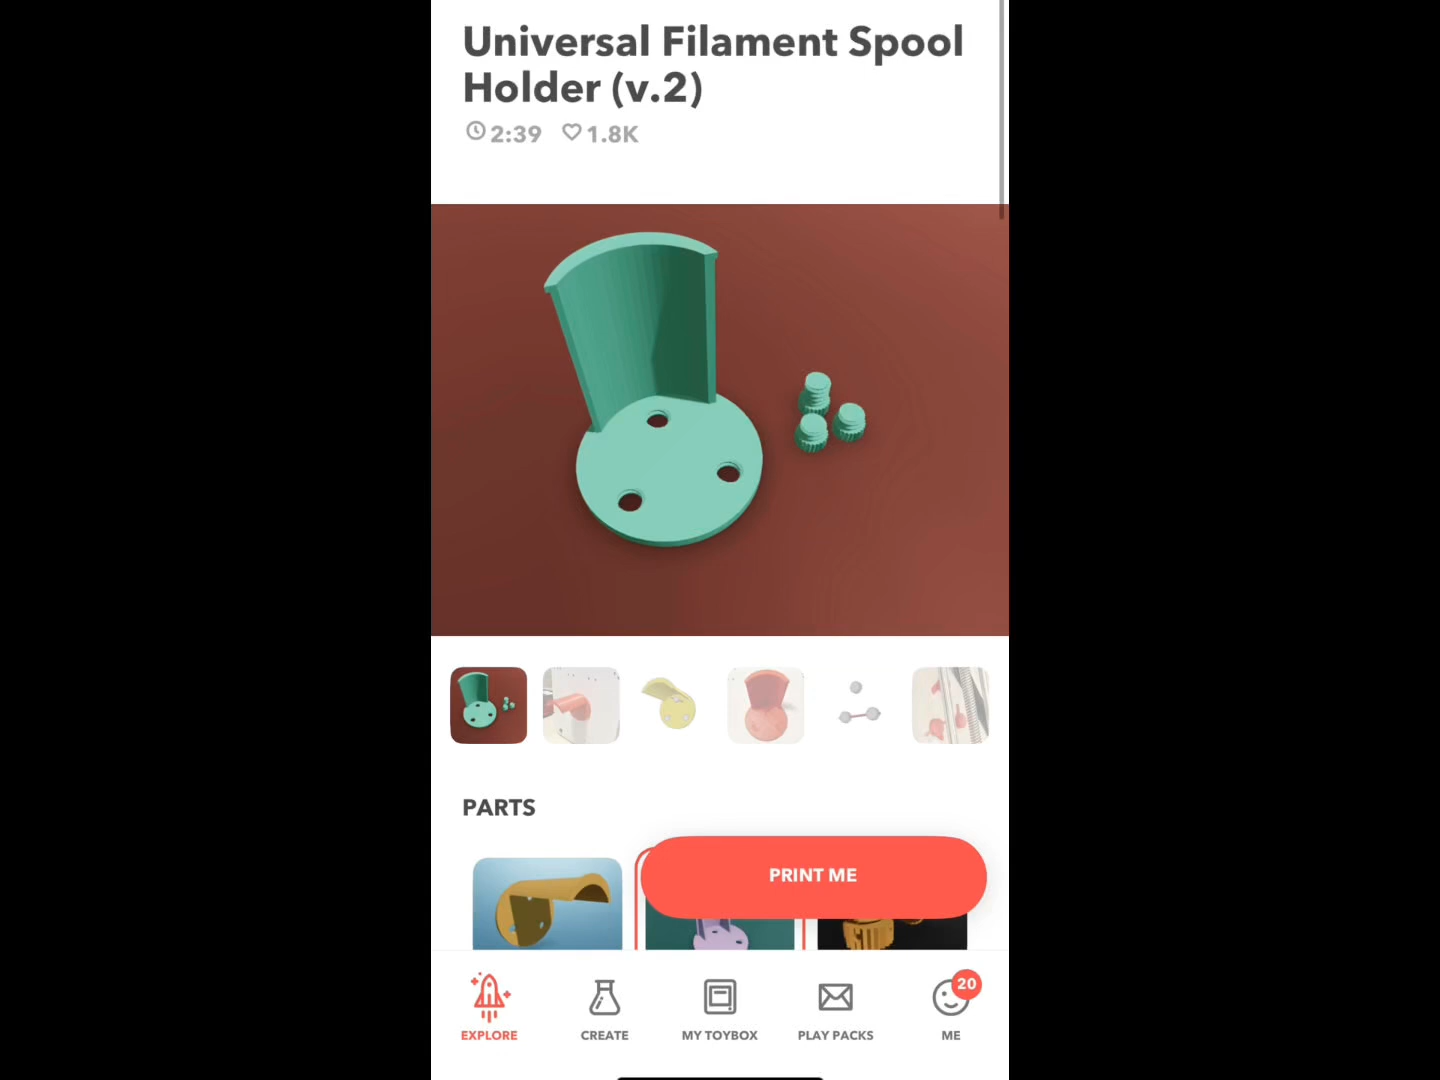 Universal Filament Spool
Holder (v.2)
2:39 1.8K
PARTS
PRINT ME
20
EXPLORE CREATE MY TOYBOX PLAY PACKS ME